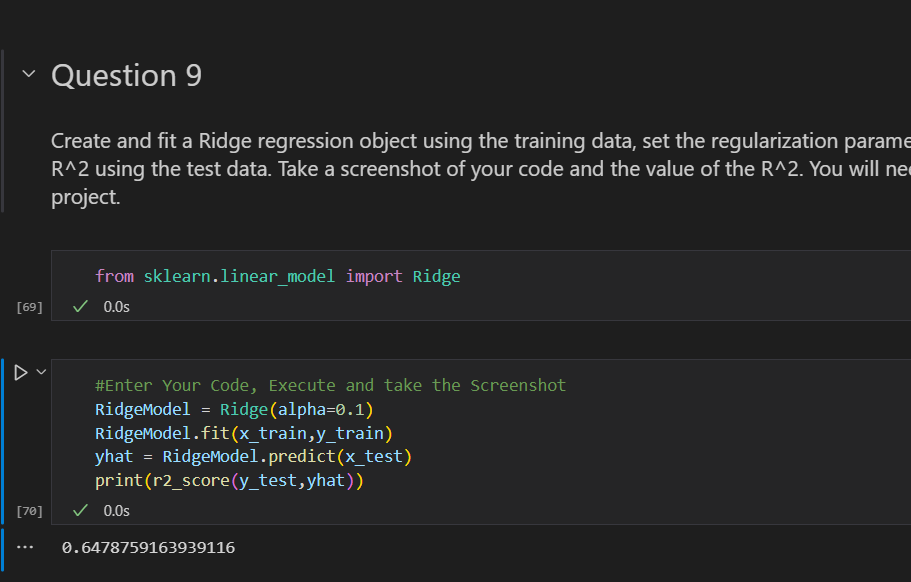 Question 9
Create and fit a Ridge regression object using the training data, set the regularization parame
R^2 using the test data. Take a screenshot of your code and the value of the R^2. You will nee
project.
from sklearn.linear_model import Ridge
[69]
0.0s
#Enter Your Code, Execute and take the Screenshot
RidgeModel = Ridge(alpha=0.1)
RidgeModel.fit(x_train,y_train)
yhat = RidgeModel.predict(x_test)
print(r2_score(y_test,yhat))
[70]
0.0s
... 0.6478759163939116